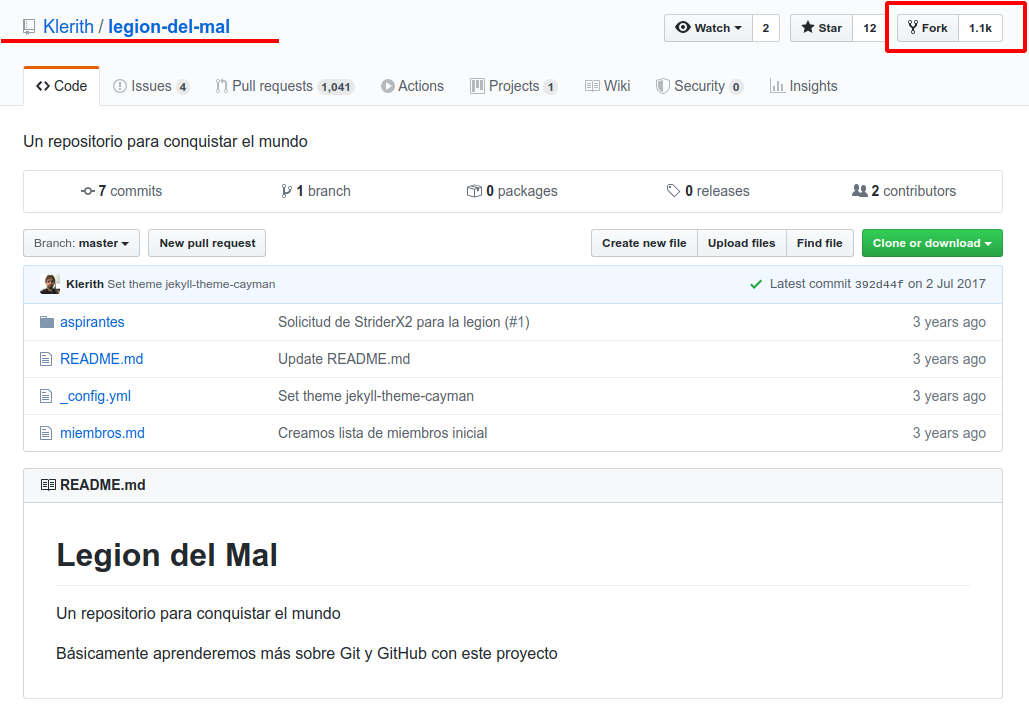 Klerith / legion-del-mal Watch 2 Star 12 Fork 1.1k
Code Issues 4 Pull requests 1,041 Actions Projects 1 Wiki Security 0 Insights
Un repositorio para conquistar el mundo
7 commits 1 branch 0 packages 0 releases 2 contributors
Branch: master New pull request Create new file Upload files Find file Clone or download
Klerith Set theme jekyll-theme-cayman Latest commit 392d44f on 2 Jul 2017
aspirantes Solicitud de StriderX2 para la legion (#1) 3 years ago
README.md Update README.md 3 years ago
_config.yml Set theme jekyll-theme-cayman 3 years ago
miembros.md Creamos lista de miembros inicial 3 years ago
README.md
Legion del Mal
Un repositorio para conquistar el mundo
Básicamente aprenderemos más sobre Git y GitHub con este proyecto